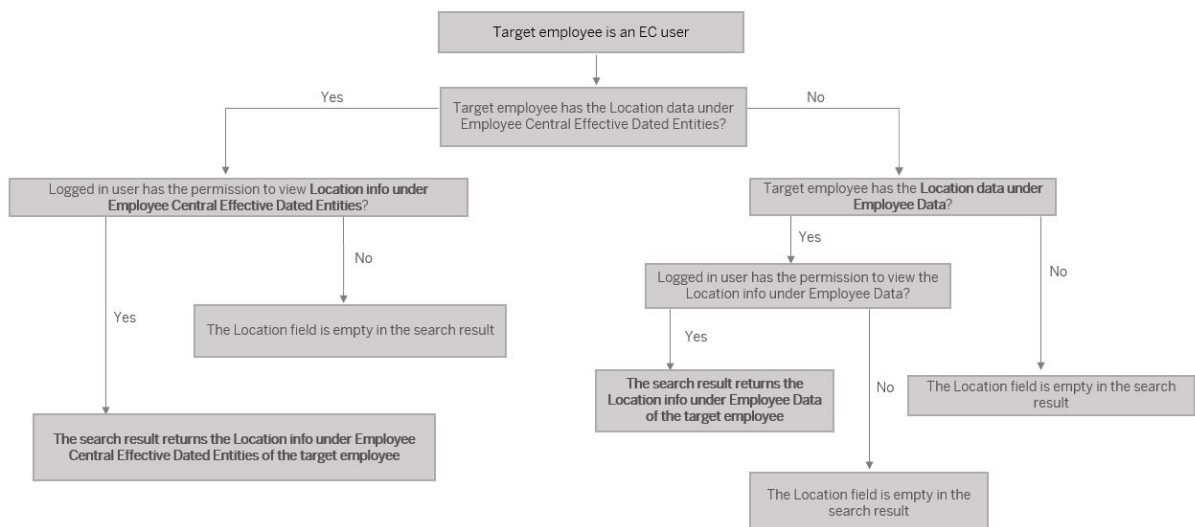 Target employee is an EC user
Yes
Target employee has the Location data under
Employee Central Effective Dated Entities?
No
Logged in user has the permission to view Location info under
Employee Central Effective Dated Entities?
Target employee has the Location data under
Employee Data?
Yes
No
Logged in user has the permission to view the
Location info under Employee Data?
No
Yes
The Location field is empty in the search result
Yes
The search result returns the
Location info under Employee Data
of the target employee
No
The Location field is empty in the search
result
The search result returns the Location info under Employee
Central Effective Dated Entities of the target employee
The Location field is empty in the
search result